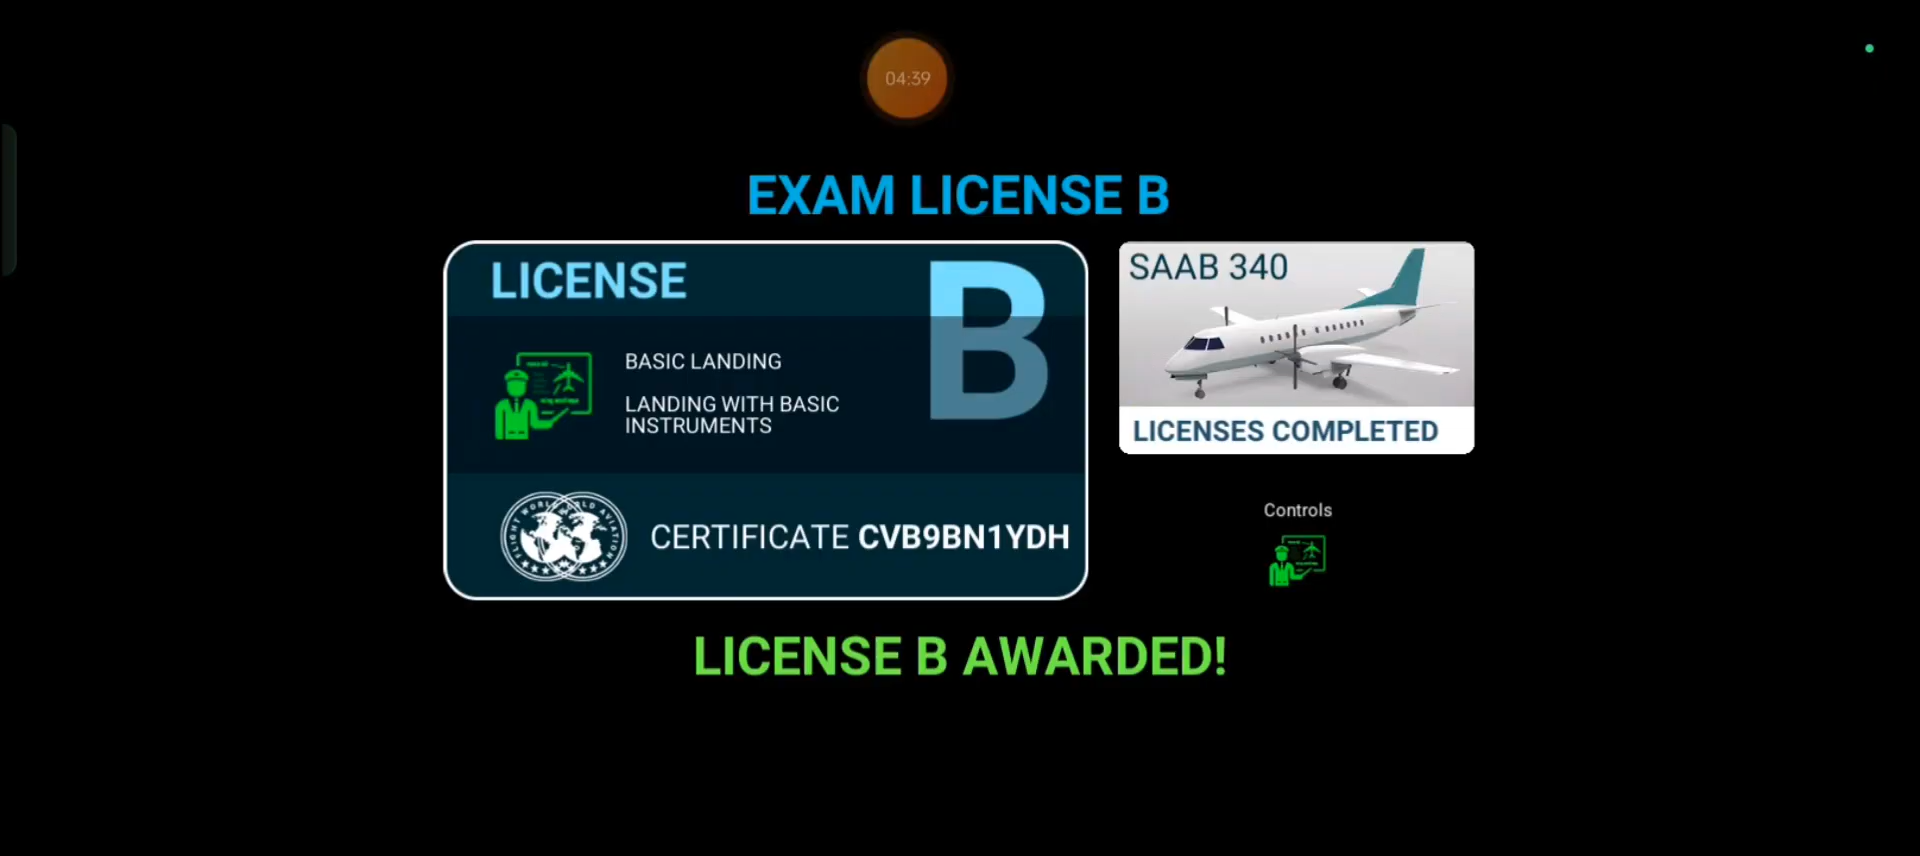 04:39
EXAM LICENSE B
LICENSE
B
BASIC LANDING
LANDING WITH BASIC
INSTRUMENTS
CERTIFICATE CVB9BN1YDH
SAAB 340
LICENSES COMPLETED
Controls
LICENSE B AWARDED!